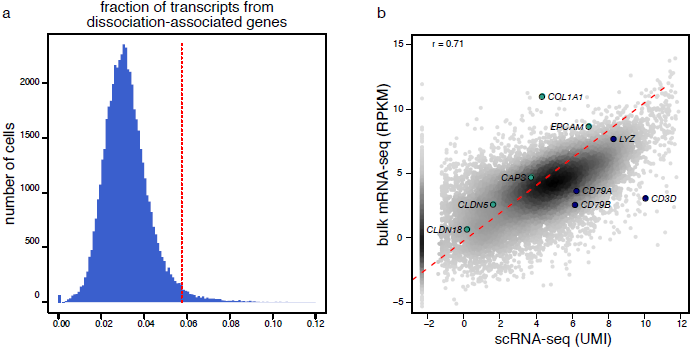 a
fraction of transcripts from
dissociation-associated genes
number of cells
2000
1500
1000
500
0
0.00 0.02 0.04 0.06 0.08 0.10 0.12
b
r = 0.71
bulk mRNA-seq (RPKM)
15
10
5
0
−5
COL1A1
EPCAM
LYZ
CAPS
CD79A
CD3D
CLDN5
CD79B
CLDN18
−2 0 2 4 6 8 10 12
scRNA-seq (UMI)